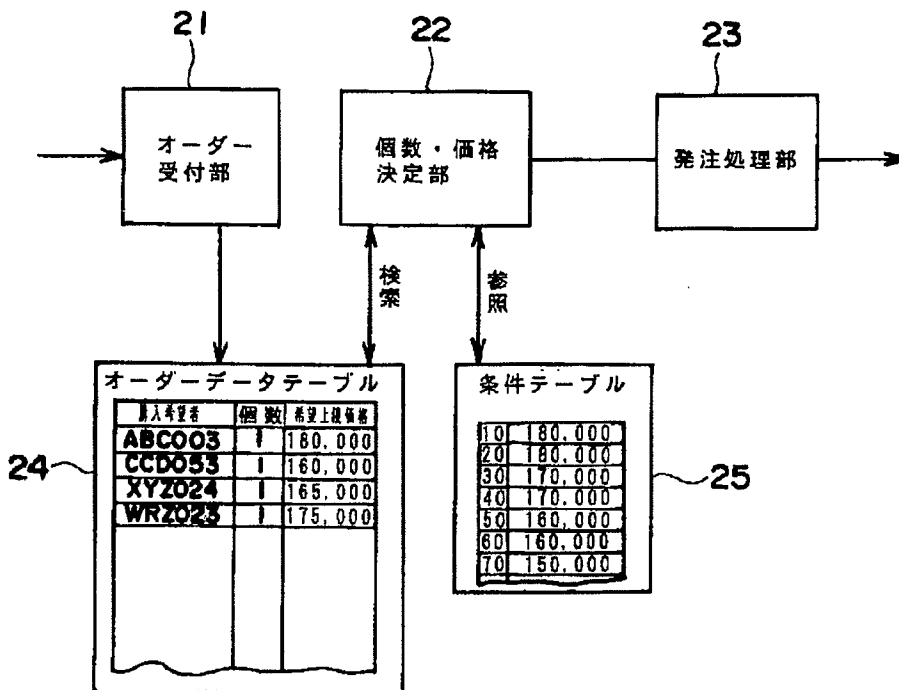 21
22
23
オーダー
受付部
個数・価格
決定部
発注処理部
検索
参照
オーダーデータテーブル
購入希望者 個数 希望上限価格
ABC003 1 180,000
CCD053 1 160,000
XYZ024 1 165,000
WRZ023 1 175,000
24
条件テーブル
10 180,000
20 180,000
30 170,000
40 170,000
50 160,000
60 160,000
70 150,000
25